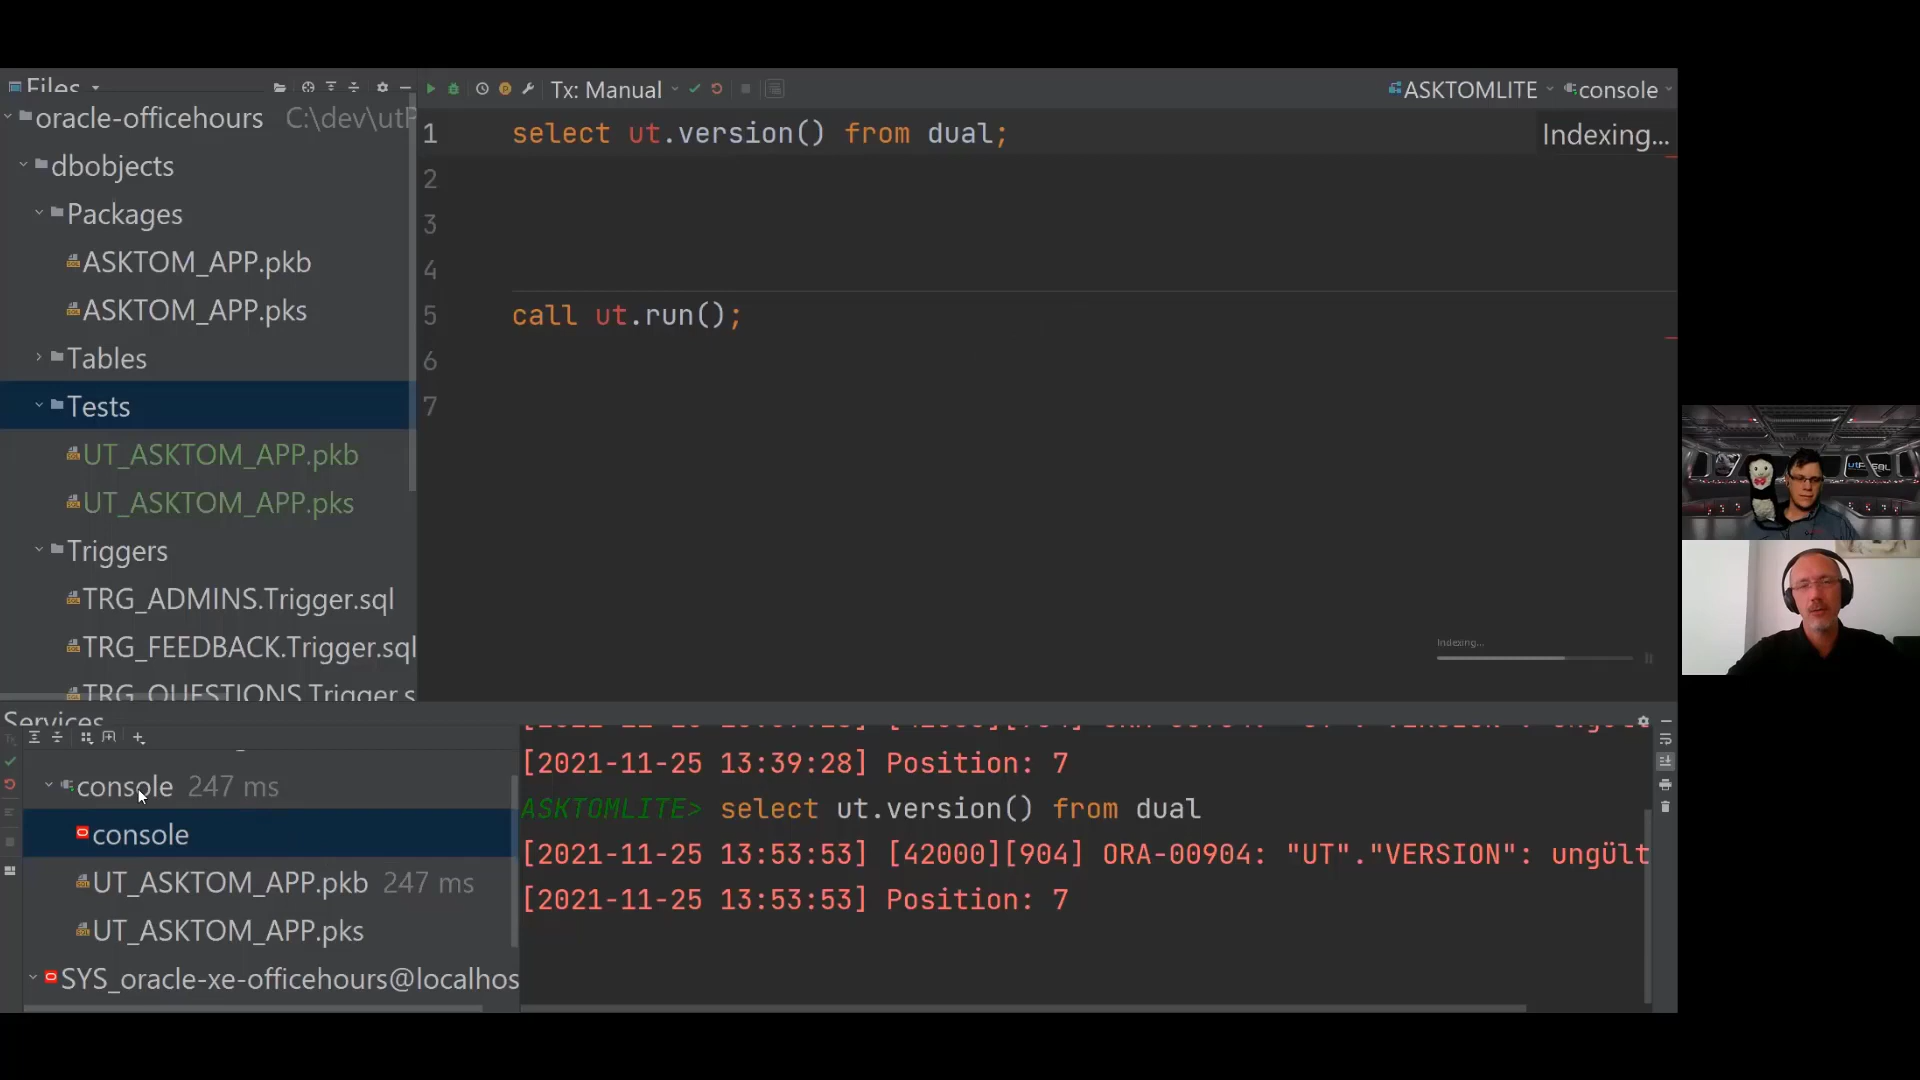 Files
Tx: Manual
ASKTOMLITE
console
oracle-officehours C:\dev\utP
dbobjects
Packages
ASKTOM_APP.pkb
ASKTOM_APP.pks
Tables
Tests
UT_ASKTOM_APP.pkb
UT_ASKTOM_APP.pks
Triggers
TRG_ADMINS.Trigger.sql
TRG_FEEDBACK.Trigger.sql
TRG_QUESTIONS.Trigger.s
1 select ut.version() from dual;
Indexing...
2
3
4
5 call ut.run();
6
7
Indexing...
Services
console 247 ms
console
UT_ASKTOM_APP.pkb 247 ms
UT_ASKTOM_APP.pks
SYS_oracle-xe-officehours@localhos
[2021-11-25 13:39:28] Position: 7
ASKTOMLITE> select ut.version() from dual
[2021-11-25 13:53:53] [42000][904] ORA-00904: "UT"."VERSION": ungült
[2021-11-25 13:53:53] Position: 7